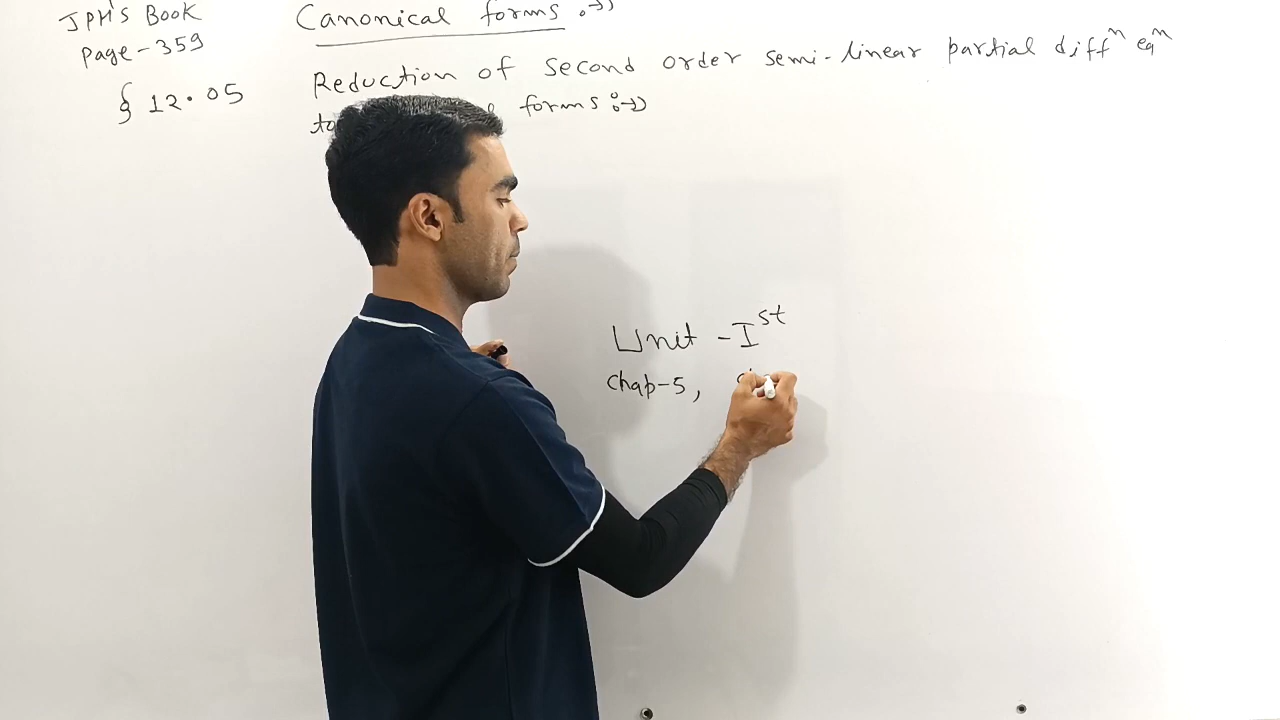 JPH's Book
Page-359
§ 12.05
Canonical forms :→
Reduction of second order semi-linear partial diffⁿ eqⁿ
to forms :→
Unit - Iˢᵗ
chap-5,